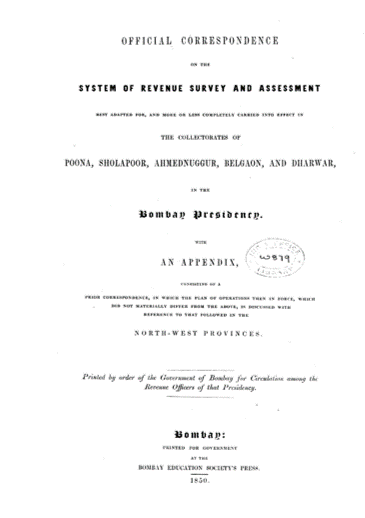 OFFICIAL CORRESPONDENCE
ON THE
SYSTEM OF REVENUE SURVEY AND ASSESSMENT
BEST ADAPTED FOR, AND MORE OR LESS COMPLETELY CARRIED INTO EFFECT IN
THE COLLECTORATES OF
POONA, SHOLAPOOR, AHMEDNUGGUR, BELGAON, AND DHARWAR,
IN THE
Bombay Presidency.
WITH
AN APPENDIX,
W879
CONSISTING OF A
PRIOR CORRESPONDENCE, IN WHICH THE PLAN OF OPERATIONS THEN IN FORCE, WHICH
DID NOT MATERIALLY DIFFER FROM THE ABOVE, IS DISCUSSED WITH
REFERENCE TO THAT FOLLOWED IN THE
NORTH-WEST PROVINCES.
Printed by order of the Government of Bombay for Circulation among the
Revenue Officers of that Presidency.
Bombay:
PRINTED FOR GOVERNMENT
AT THE
BOMBAY EDUCATION SOCIETY'S PRESS.
1850.